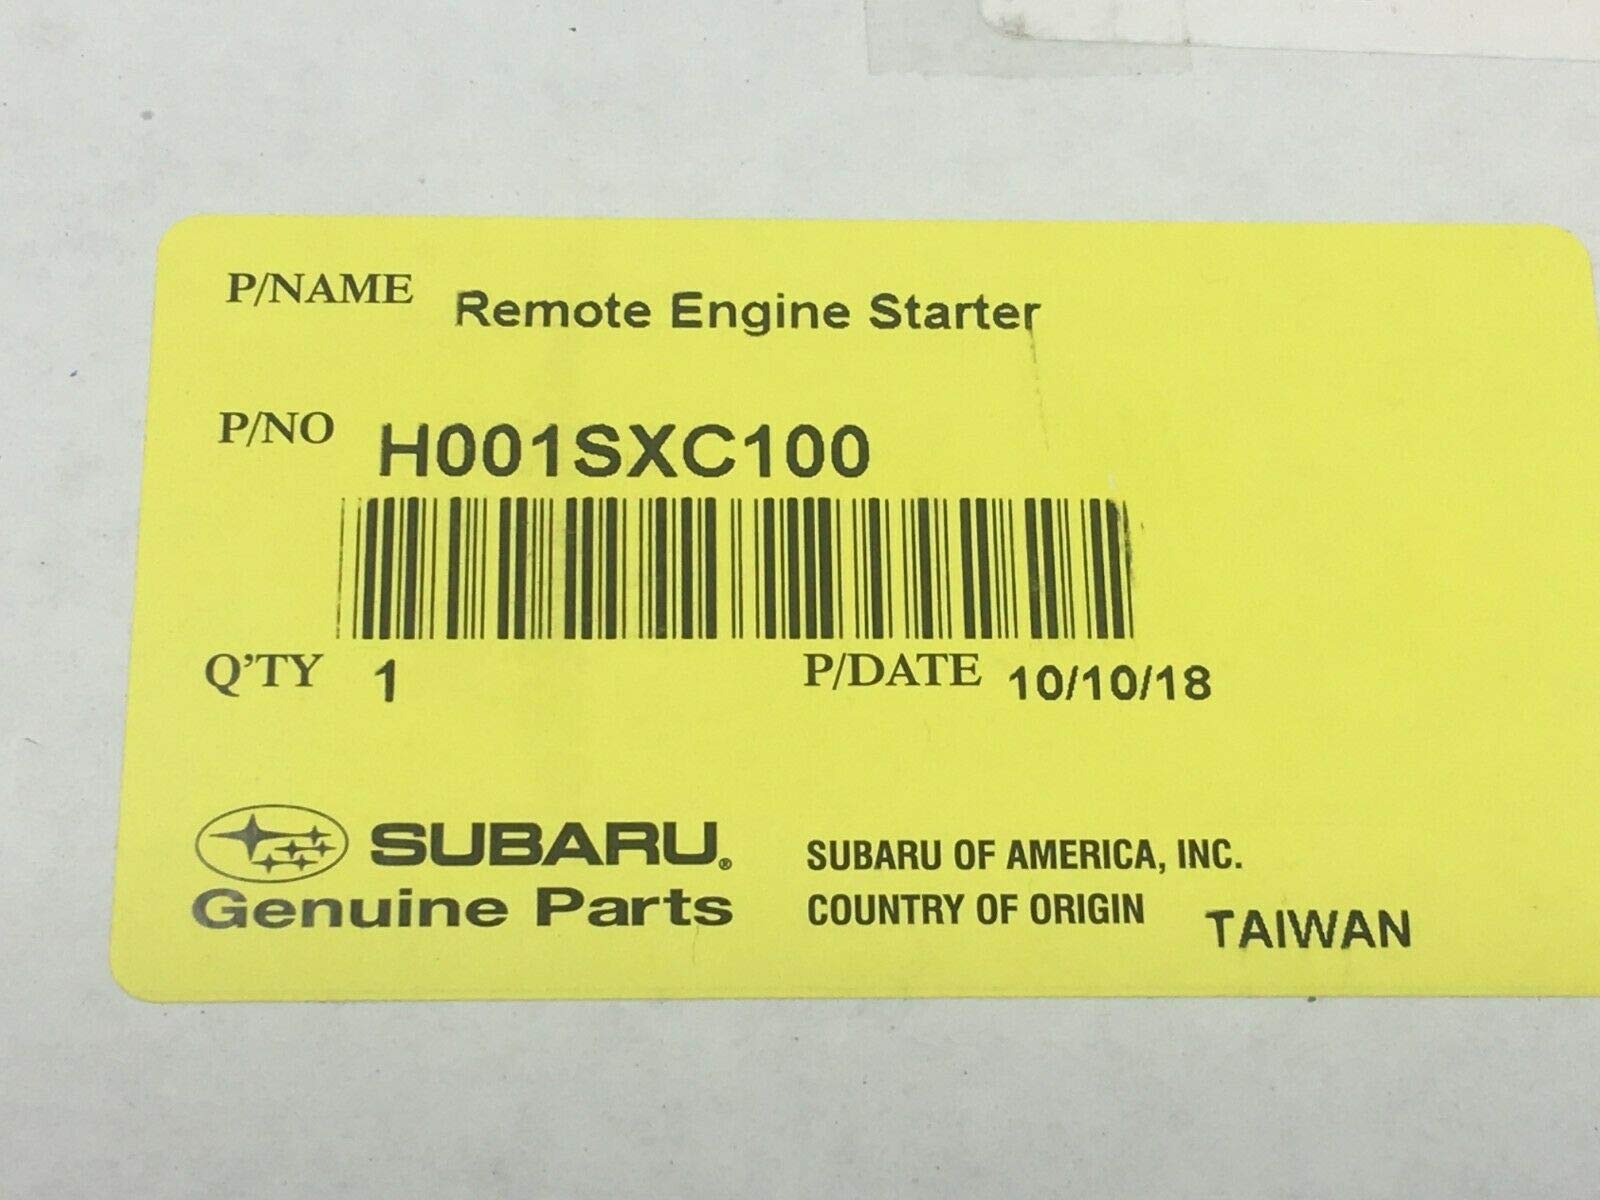 P/NAME Remote Engine Starter
P/NO H001SXC100
Q'TY 1 P/DATE 10/10/18
SUBARU®
Genuine Parts
SUBARU OF AMERICA, INC.
COUNTRY OF ORIGIN TAIWAN